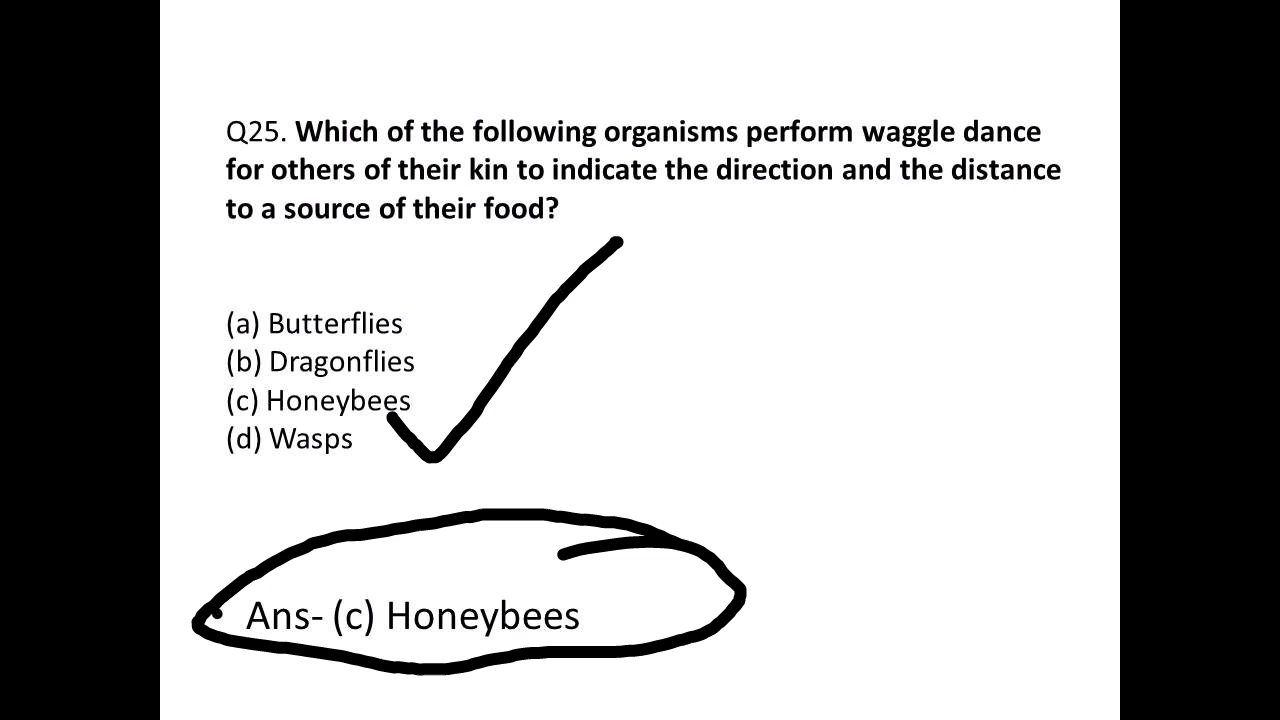 Q25. Which of the following organisms perform waggle dance
for others of their kin to indicate the direction and the distance
to a source of their food?
(a) Butterflies
(b) Dragonflies
(c) Honeybees
(d) Wasps
• Ans- (c) Honeybees